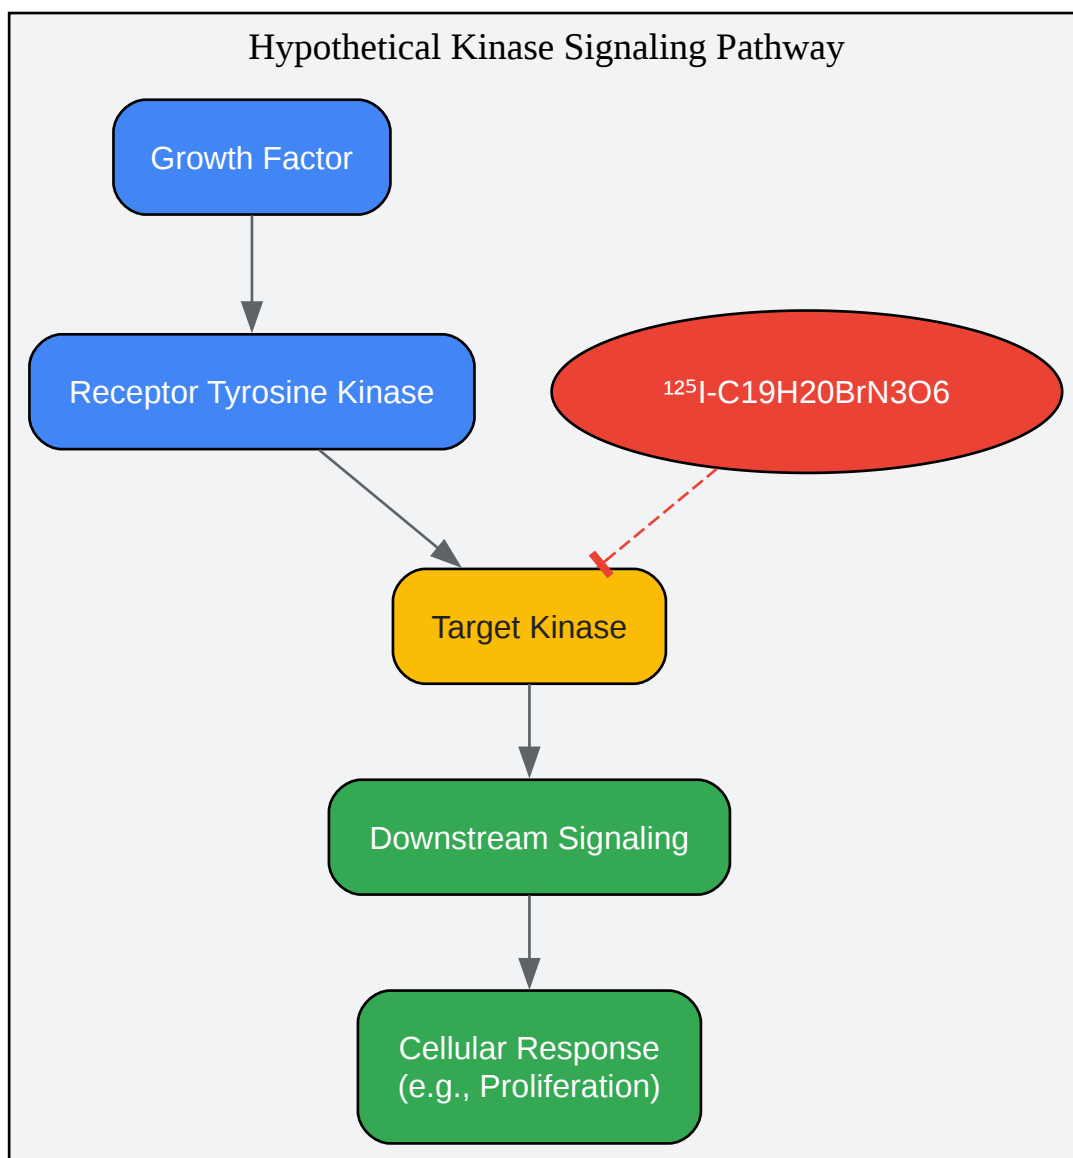 Hypothetical Kinase Signaling Pathway
Growth Factor
Receptor Tyrosine Kinase
¹²⁵I-C19H20BrN3O6
Target Kinase
Downstream Signaling
Cellular Response
(e.g., Proliferation)